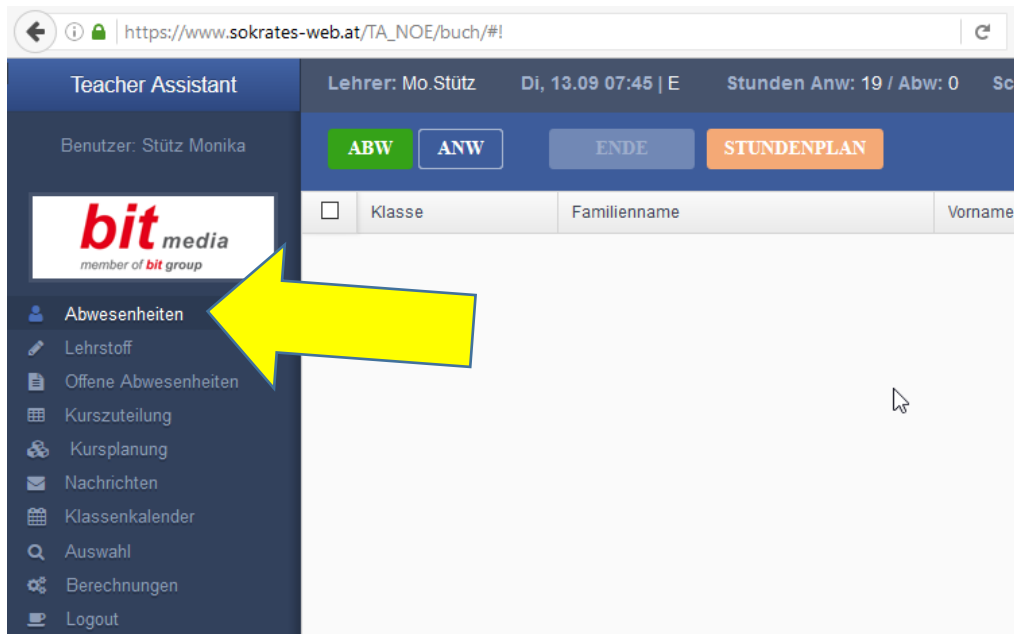 https://www.sokrates-web.at/TA_NOE/buch/#!
Teacher Assistant
Lehrer: Mo.Stütz Di, 13.09 07:45 | E Stunden Anw: 19 / Abw: 0 Sc
Benutzer: Stütz Monika
ABW ANW ENDE STUNDENPLAN
Klasse Familienname Vorname
bit media
member of bit group
Abwesenheiten
Lehrstoff
Offene Abwesenheiten
Kurszuteilung
Kursplanung
Nachrichten
Klassenkalender
Auswahl
Berechnungen
Logout